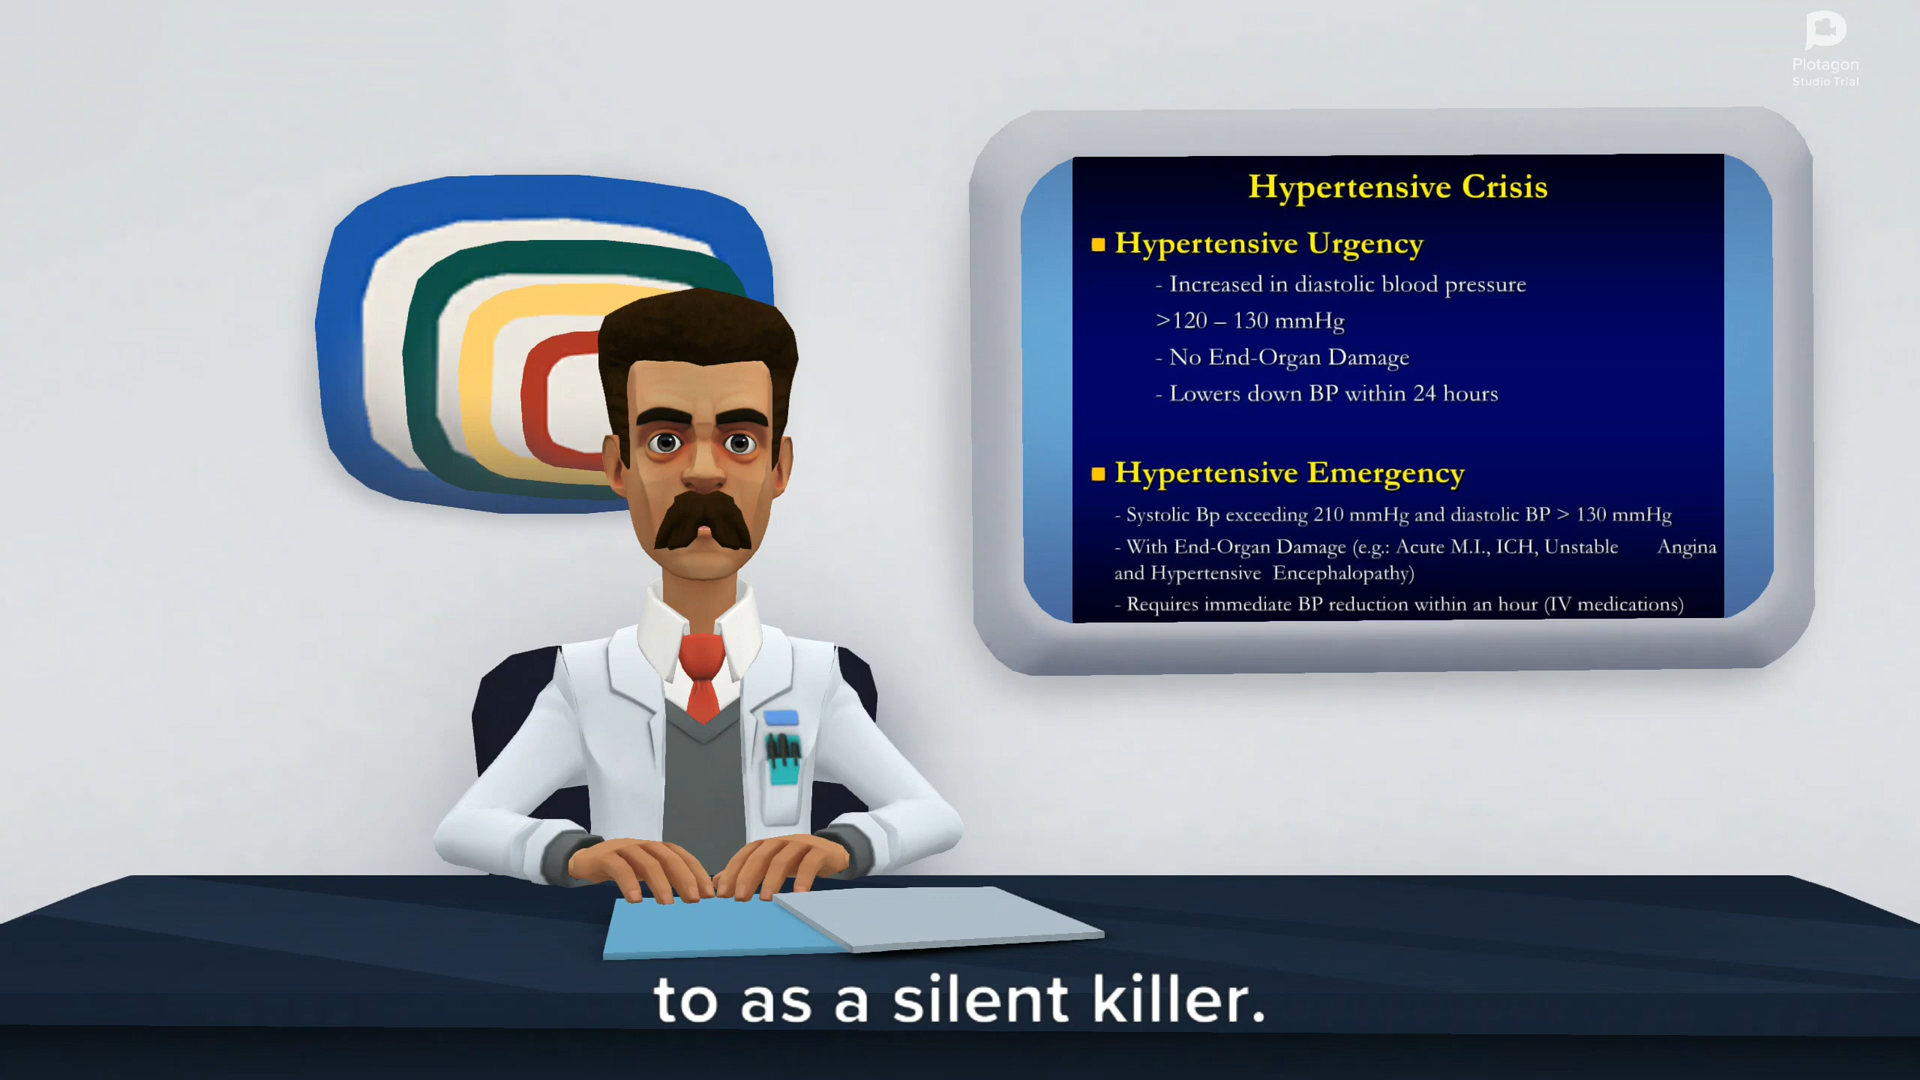 Plotagon
Studio Trial
Hypertensive Crisis
■ Hypertensive Urgency
- Increased in diastolic blood pressure
>120 – 130 mmHg
- No End-Organ Damage
- Lowers down BP within 24 hours
■ Hypertensive Emergency
- Systolic Bp exceeding 210 mmHg and diastolic BP > 130 mmHg
- With End-Organ Damage (e.g.: Acute M.I., ICH, Unstable Angina
and Hypertensive Encephalopathy)
- Requires immediate BP reduction within an hour (IV medications)
to as a silent killer.